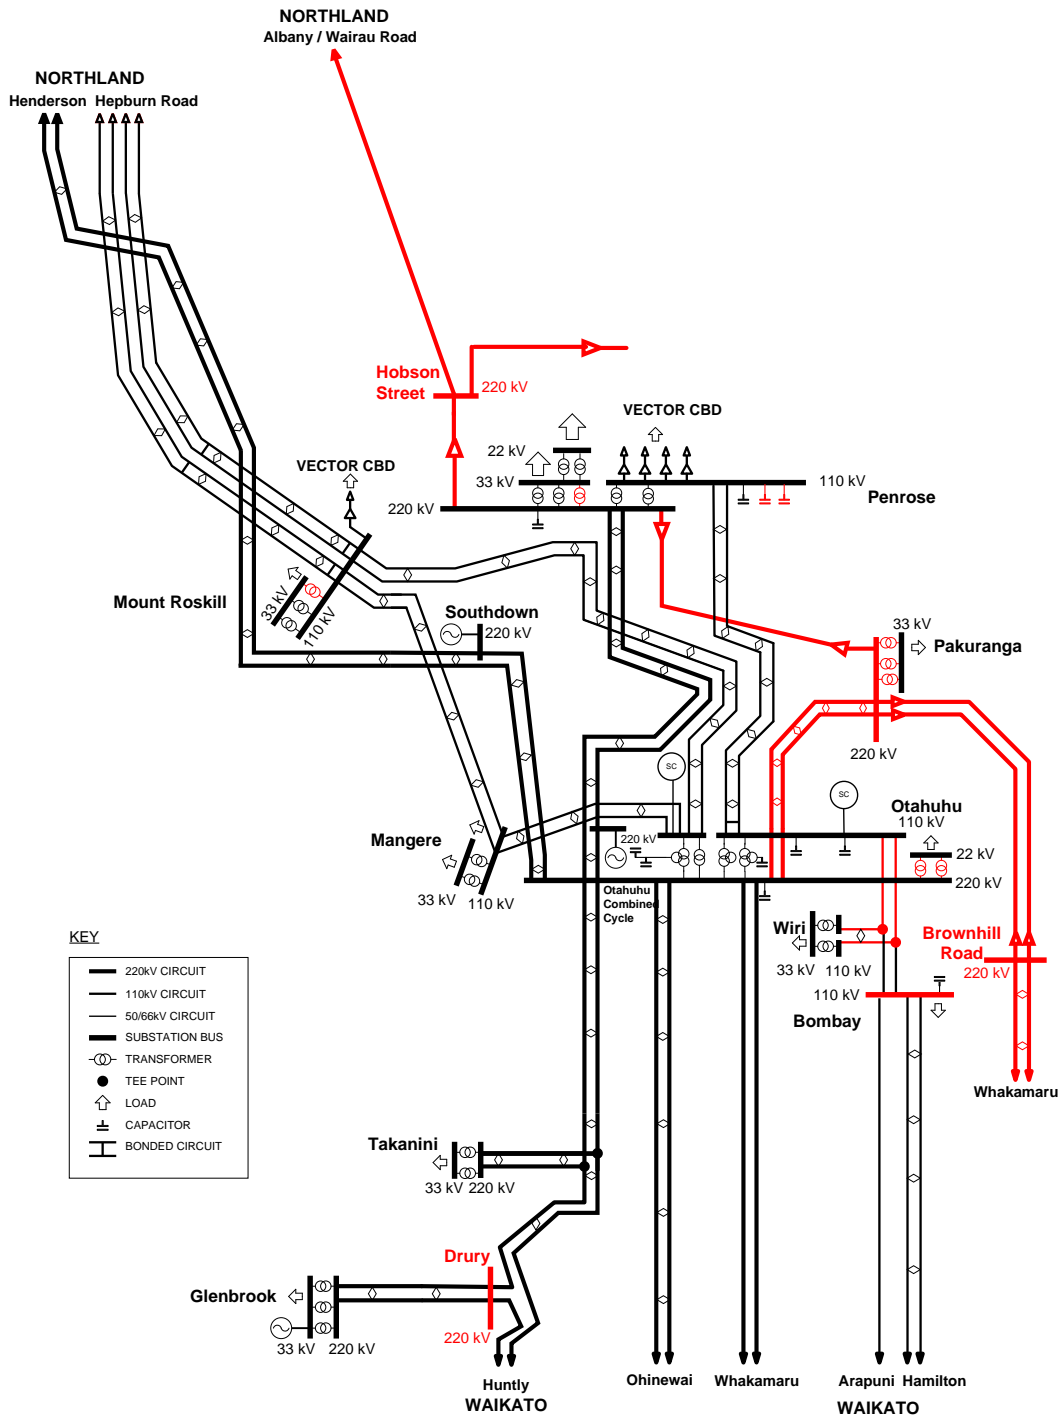 NORTHLAND
Albany / Wairau Road
NORTHLAND
Henderson Hepburn Road
Hobson
Street
220 kV
VECTOR CBD
22 kV
33 kV
110 kV
Penrose
220 kV
VECTOR CBD
Mount Roskill
33 kV
110 kV
Southdown
220 kV
33 kV
Pakuranga
220 kV
SC
SC
Otahuhu
110 kV
Mangere
220 kV
22 kV
220 kV
33 kV
110 kV
Otahuhu
Combined
Cycle
Wiri
33 kV
110 kV
Brownhill
Road
220 kV
110 kV
Bombay
KEY
220kV CIRCUIT
110kV CIRCUIT
50/66kV CIRCUIT
SUBSTATION BUS
TRANSFORMER
TEE POINT
LOAD
CAPACITOR
BONDED CIRCUIT
Whakamaru
Takanini
33 kV 220 kV
Drury
Glenbrook
220 kV
33 kV 220 kV
Huntly
WAIKATO
Ohinewai
Whakamaru
Arapuni Hamilton
WAIKATO